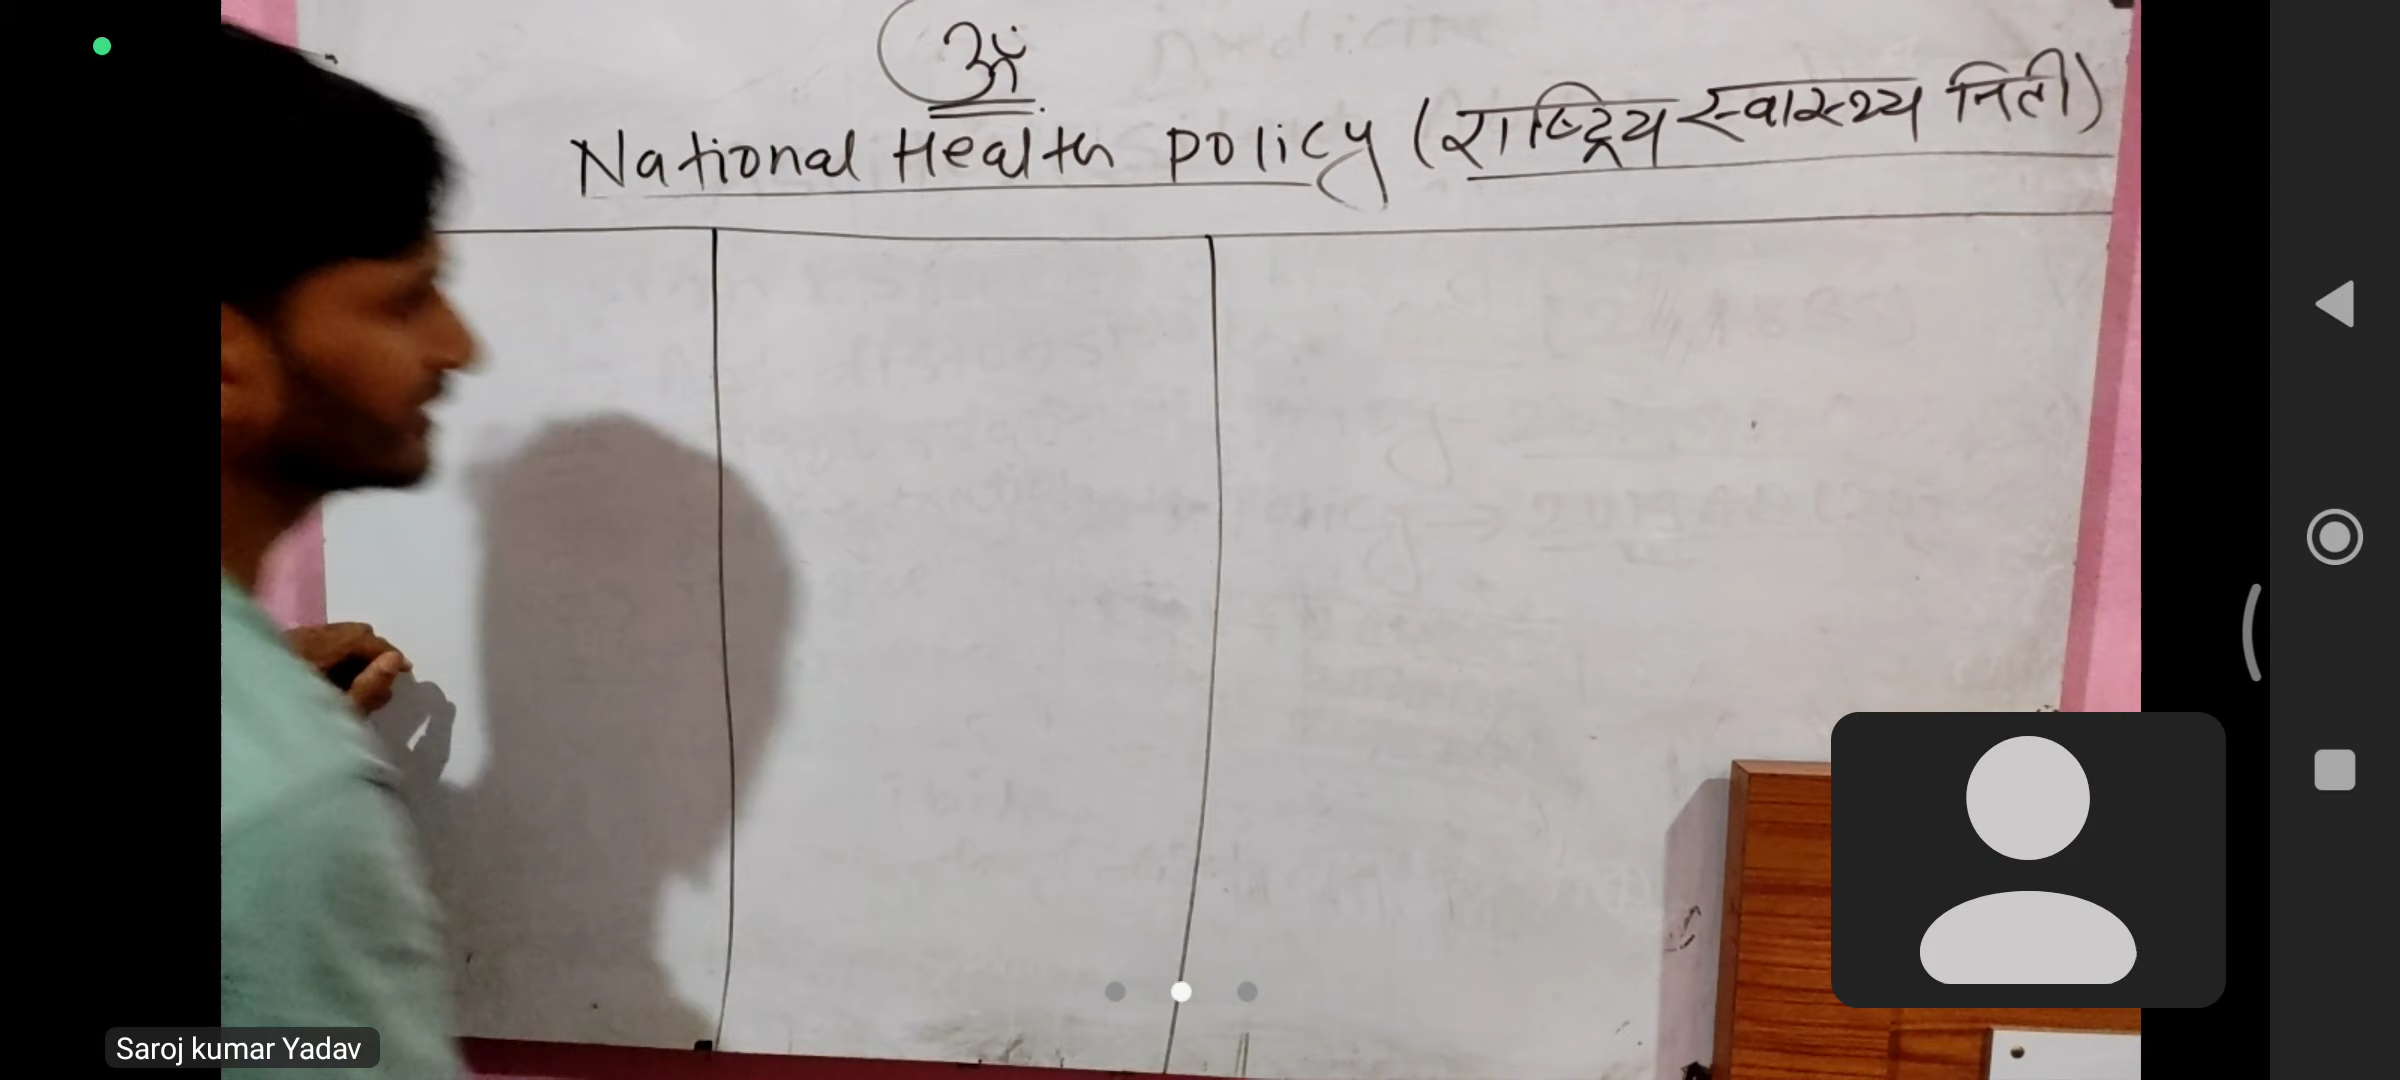 ॐ
National Health policy (राष्ट्रिय स्वास्थ्य निती)
Saroj kumar Yadav